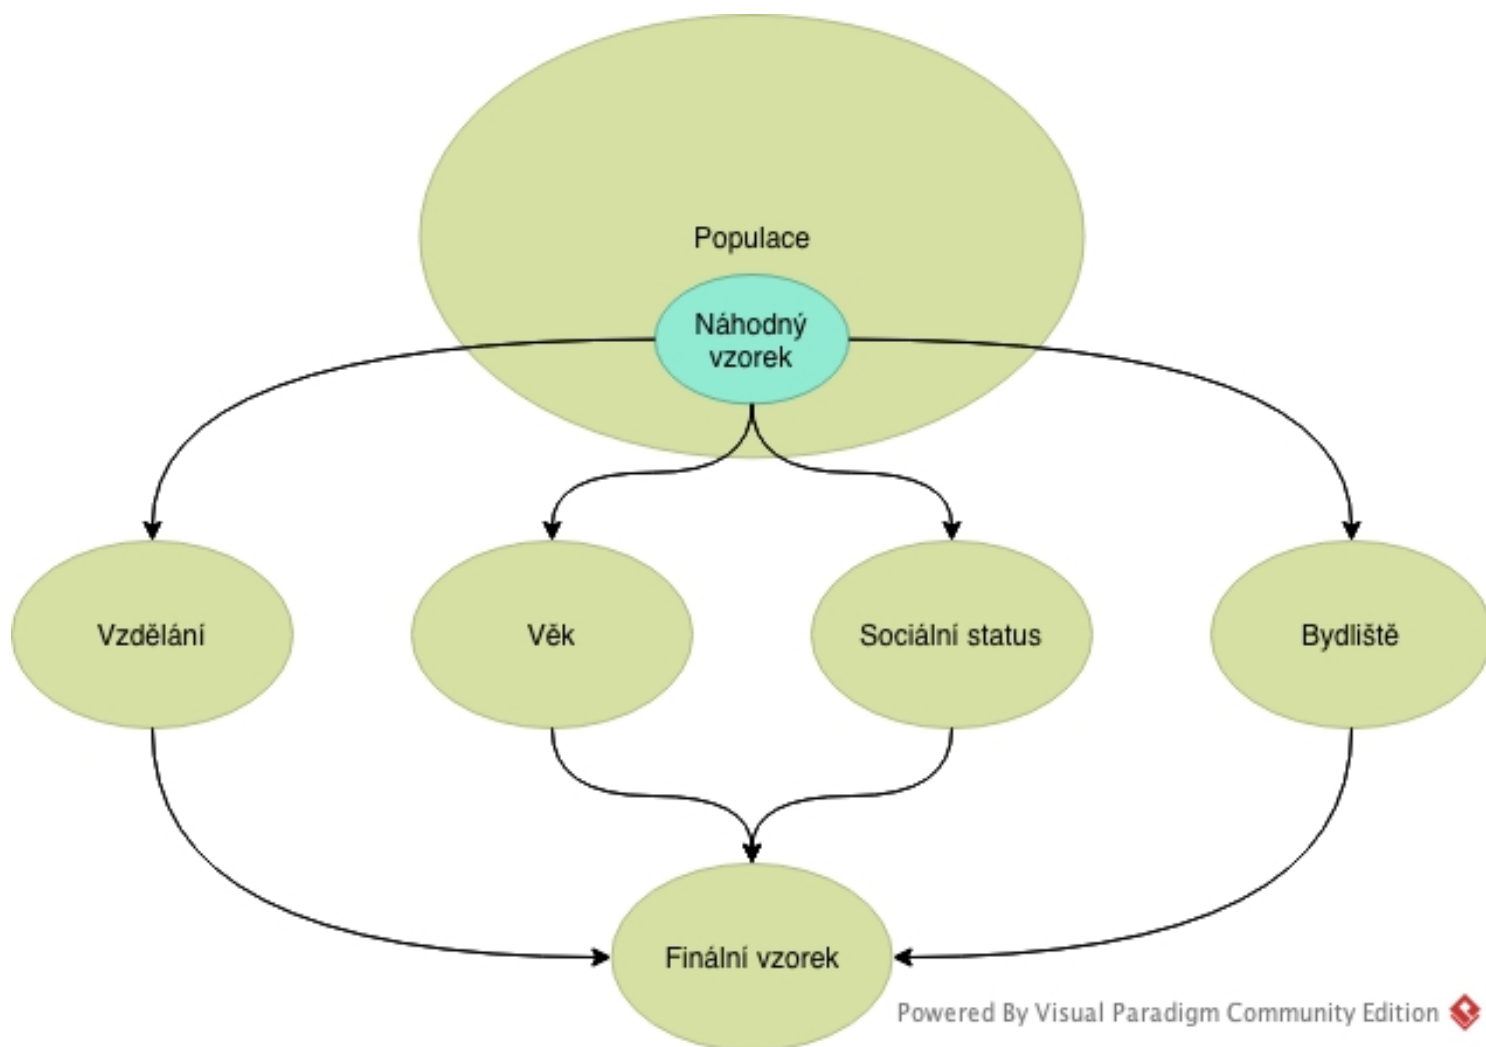 Populace
Náhodný
vzorek
Vzdělání
Věk
Sociální status
Bydliště
Finální vzorek
Powered By Visual Paradigm Community Edition